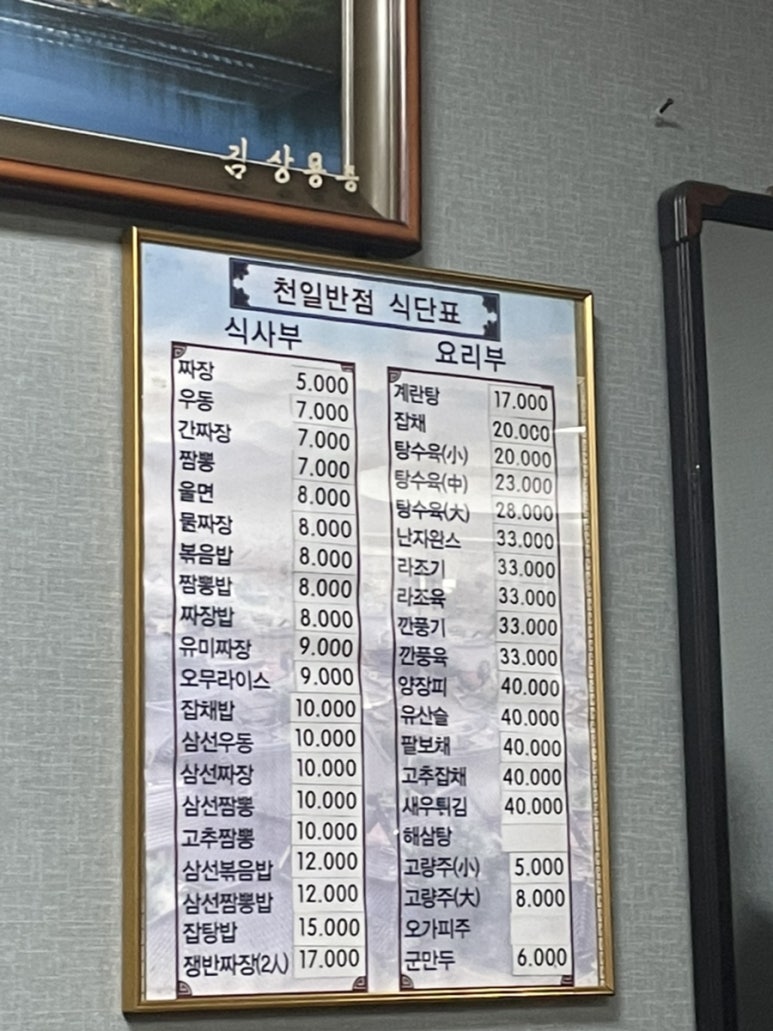 김상용
천일반점 식단표
식사부
짜장 5.000
우동 7.000
간짜장 7.000
짬뽕 7.000
울면 8.000
물짜장 8.000
볶음밥 8.000
짬뽕밥 8.000
짜장밥 8.000
유미짜장 9.000
오무라이스 9.000
잡채밥 10.000
삼선우동 10.000
삼선짜장 10.000
삼선짬뽕 10.000
고추짬뽕 10.000
삼선볶음밥 12.000
삼선짬뽕밥 12.000
잡탕밥 15.000
쟁반짜장(2人) 17.000
요리부
계란탕 17.000
잡채 20.000
탕수육(小) 20.000
탕수육(中) 23.000
탕수육(大) 28.000
난자완스 33.000
라조기 33.000
라조육 33.000
깐풍기 33.000
깐풍육 33.000
양장피 40.000
유산슬 40.000
팔보채 40.000
고추잡채 40.000
새우튀김 40.000
해삼탕
고량주(小) 5.000
고량주(大) 8.000
오가피주
군만두 6.000